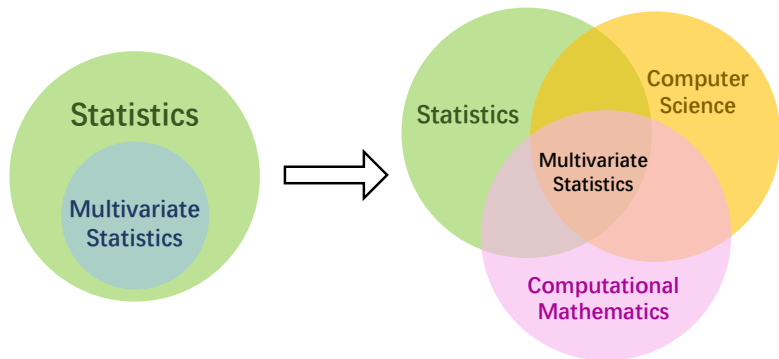 Statistics
Multivariate
Statistics
Statistics
Computer
Science
Multivariate
Statistics
Computational
Mathematics